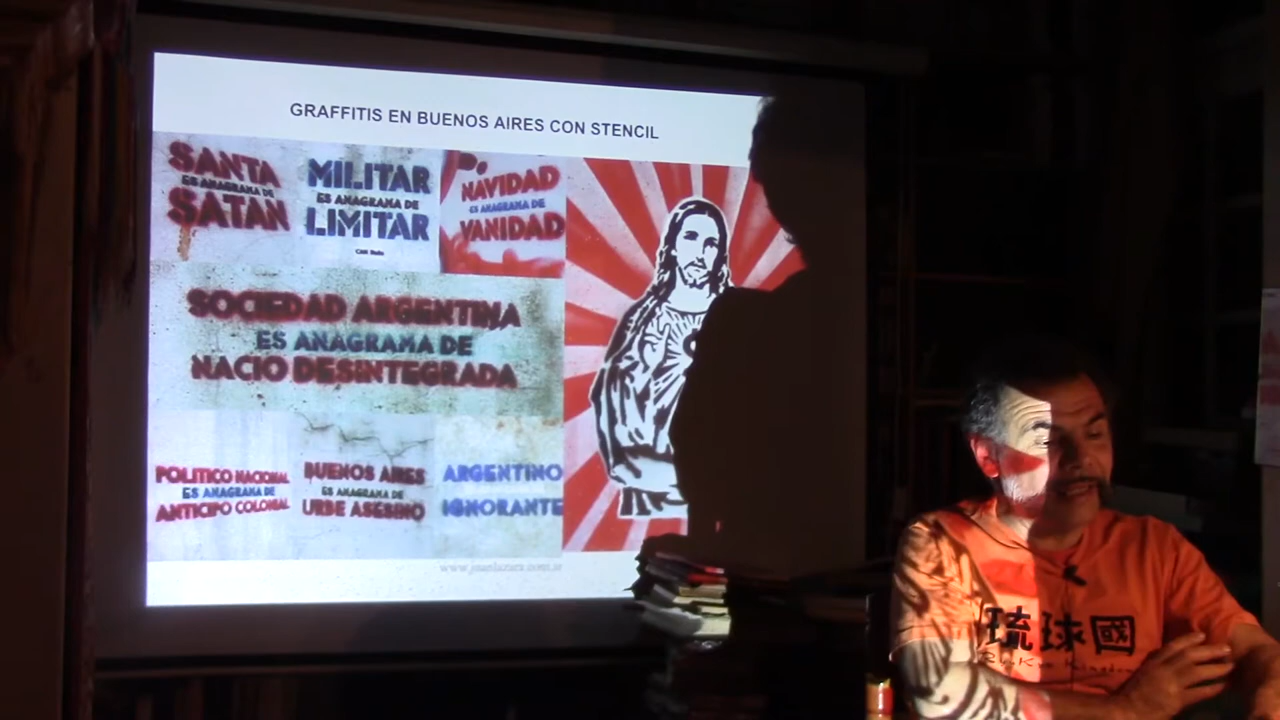 GRAFFITIS EN BUENOS AIRES CON STENCIL
SANTA
ES ANAGRAMA DE
SATAN
MILITAR
ES ANAGRAMA DE
LIMITAR
NAVIDAD
ES ANAGRAMA DE
VANIDAD
SOCIEDAD ARGENTINA
ES ANAGRAMA DE
NACIO DESINTEGRADA
POLITICO NACIONAL
ES ANAGRAMA DE
ANTICIPO COLONIAL
BUENOS AIRES
ES ANAGRAMA DE
URBE ASESINO
ARGENTINO
IGNORANTE
琉球國